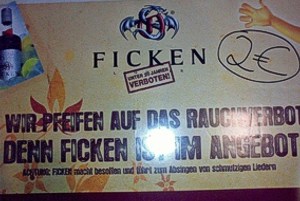 FICKEN
UNTER 18 JAHREN
VERBOTEN!
2€
WIR PFEIFEN AUF DAS RAUCHVERBOT
DENN FICKEN IST IM ANGEBOT
ACHTUNG: FICKEN macht besoffen und führt zum Absingen von schmutzigen Liedern